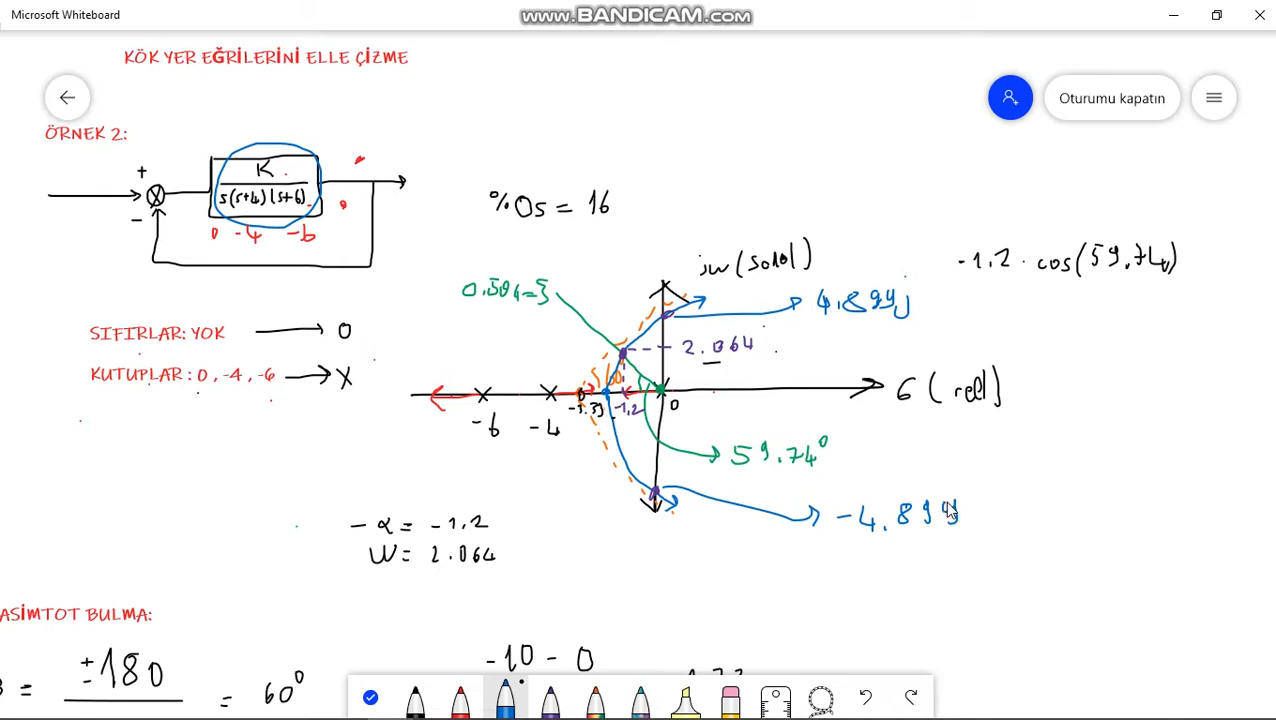 Microsoft Whiteboard
www.BANDICAM.com
KÖK YER EĞRİLERİNİ ELLE ÇİZME
Oturumu kapatın
ÖRNEK 2:
+
K
s(s+4)(s+6)
-
0 -4 -6
%Os = 16
jw (sanal)
-1.2 . cos(59.74)
0.504=ξ
4.899j
2.064
SIFIRLAR: YOK → 0
KUTUPLAR: 0, -4, -6 → X
-6 -4 -1.2 0
σ (reel)
59.74°
-4.899j
-α = -1.2
W = 2.064
ASİMTOT BULMA:
±180
= 60°
-10 - 0